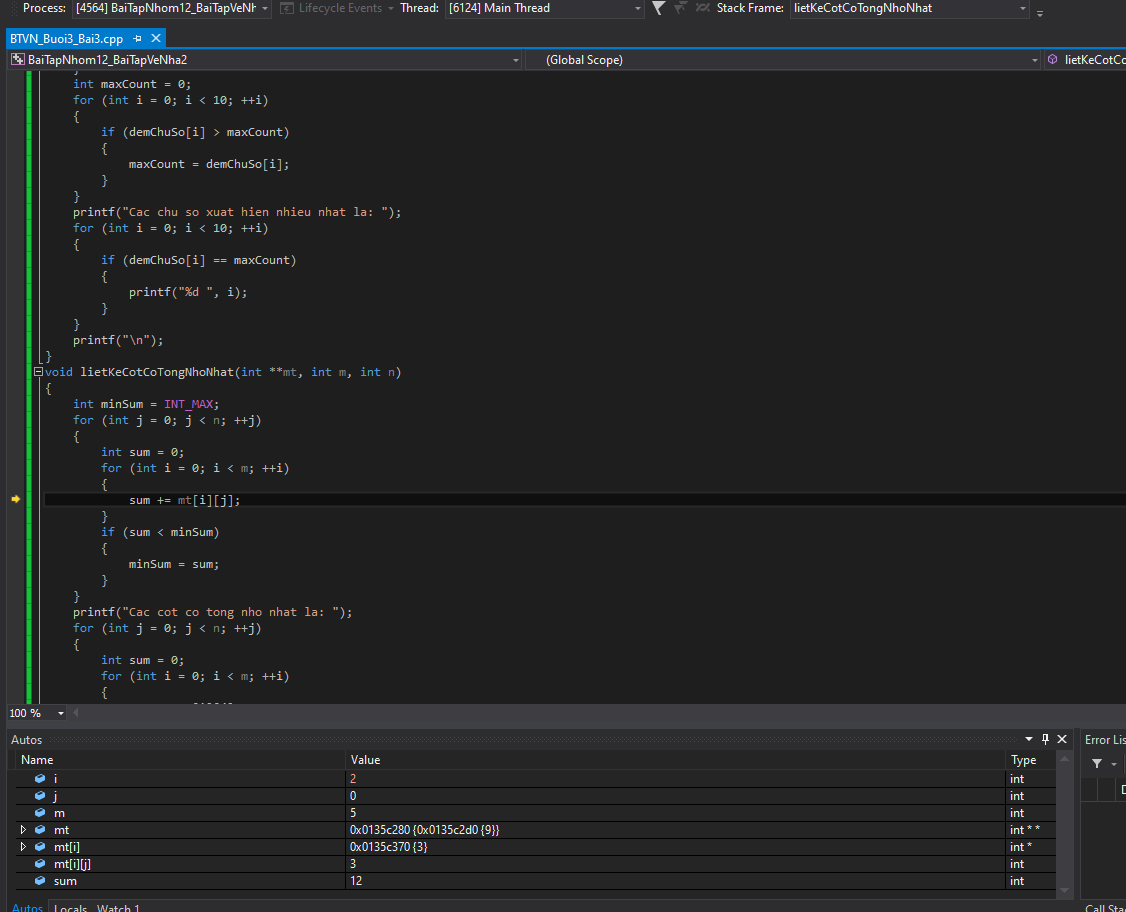 Process: [4564] BaiTapNhom12_BaiTapVeNh Lifecycle Events Thread: [6124] Main Thread Stack Frame: lietKeCotCoTongNhoNhat
BTVN_Buoi3_Bai3.cpp
BaiTapNhom12_BaiTapVeNha2 (Global Scope) lietKeCotCo
}
int maxCount = 0;
for (int i = 0; i < 10; ++i)
{
if (demChuSo[i] > maxCount)
{
maxCount = demChuSo[i];
}
}
printf("Cac chu so xuat hien nhieu nhat la: ");
for (int i = 0; i < 10; ++i)
{
if (demChuSo[i] == maxCount)
{
printf("%d ", i);
}
}
printf("\n");
}
void lietKeCotCoTongNhoNhat(int **mt, int m, int n)
{
int minSum = INT_MAX;
for (int j = 0; j < n; ++j)
{
int sum = 0;
for (int i = 0; i < m; ++i)
{
sum += mt[i][j];
}
if (sum < minSum)
{
minSum = sum;
}
}
printf("Cac cot co tong nho nhat la: ");
for (int j = 0; j < n; ++j)
{
int sum = 0;
for (int i = 0; i < m; ++i)
{
100 %
Autos Error Lis
Name Value Type
i 2 int
j 0 int
m 5 int
mt 0x0135c280 {0x0135c2d0 {9}} int * *
mt[i] 0x0135c370 {3} int *
mt[i][j] 3 int
sum 12 int
Autos Locals Watch 1 Call Sta